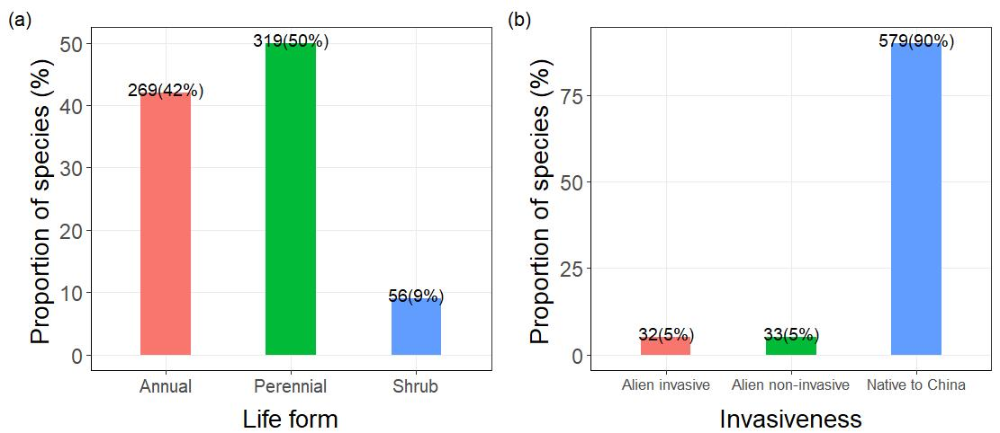 (a)
Proportion of species (%)
50
40
30
20
10
0
269(42%)
319(50%)
56(9%)
Annual
Perennial
Shrub
Life form
(b)
Proportion of species (%)
75
50
25
0
32(5%)
33(5%)
579(90%)
Alien invasive
Alien non-invasive
Native to China
Invasiveness